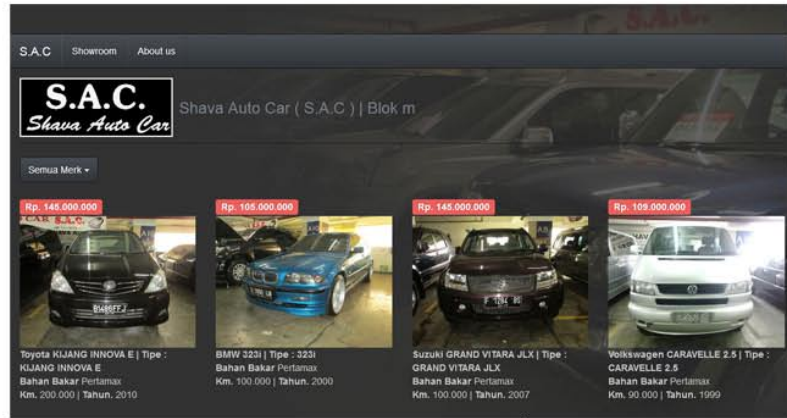 S.A.C Showroom About us
S.A.C.
Shava Auto Car
Shava Auto Car ( S.A.C ) | Blok m
Semua Merk
Rp. 145.000.000
Toyota KIJANG INNOVA E | Tipe :
KIJANG INNOVA E
Bahan Bakar Pertamax
Km. 200.000 | Tahun. 2010
Rp. 105.000.000
BMW 323i | Tipe : 323i
Bahan Bakar Pertamax
Km. 100.000 | Tahun. 2000
Rp. 145.000.000
Suzuki GRAND VITARA JLX | Tipe :
GRAND VITARA JLX
Bahan Bakar Pertamax
Km. 100.000 | Tahun. 2007
Rp. 109.000.000
Volkswagen CARAVELLE 2.5 | Tipe :
CARAVELLE 2.5
Bahan Bakar Pertamax
Km. 90.000 | Tahun. 1999